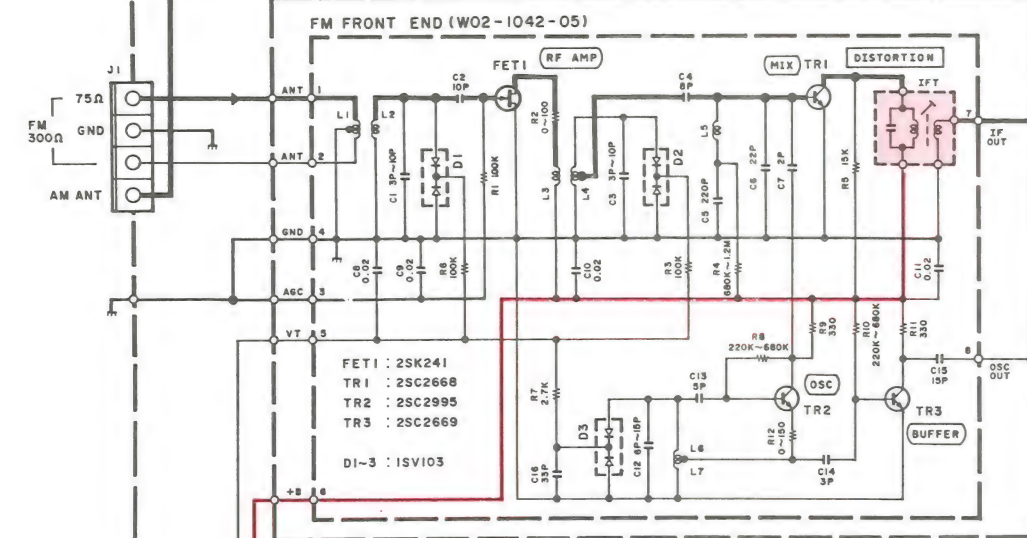 FM FRONT END (W02-1042-05)
J1
75Ω
FM
300Ω
GND
AM ANT
ANT 1
ANT 2
GND 4
AGC 3
VT 5
+B 6
L1
L2
C1 3P~10P
D1
C2
10P
R1 100K
FET1
RF AMP
R2
0~100
L3
L4
C3 3P~10P
C4
8P
D2
L5
C5 220P
C6 22P
C7 2P
MIX TR1
R5 15K
DISTORTION
IFT
7
IF
OUT
C8
0.02
C9
0.02
R6
100K
C10
0.02
R3
100K
R4
680K~1.2M
C11
0.02
R8
220K~680K
R9
330
R10
220K~680K
R11
330
C15
15P
8
OSC
OUT
FET1 : 2SK241
TR1 : 2SC2668
TR2 : 2SC2995
TR3 : 2SC2669
D1~3 : 1SV103
R7
2.7K
C16
33P
D3
C12 6P~15P
C13
5P
L6
L7
OSC
TR2
R12
0~150
C14
3P
TR3
BUFFER